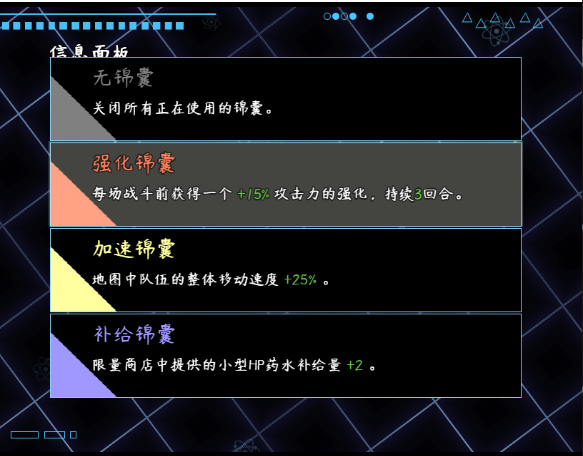 信息面板
无锦囊
关闭所有正在使用的锦囊。
强化锦囊
每场战斗前获得一个 +15% 攻击力的强化，持续3回合。
加速锦囊
地图中队伍的整体移动速度 +25% 。
补给锦囊
限量商店中提供的小型HP药水补给量 +2 。